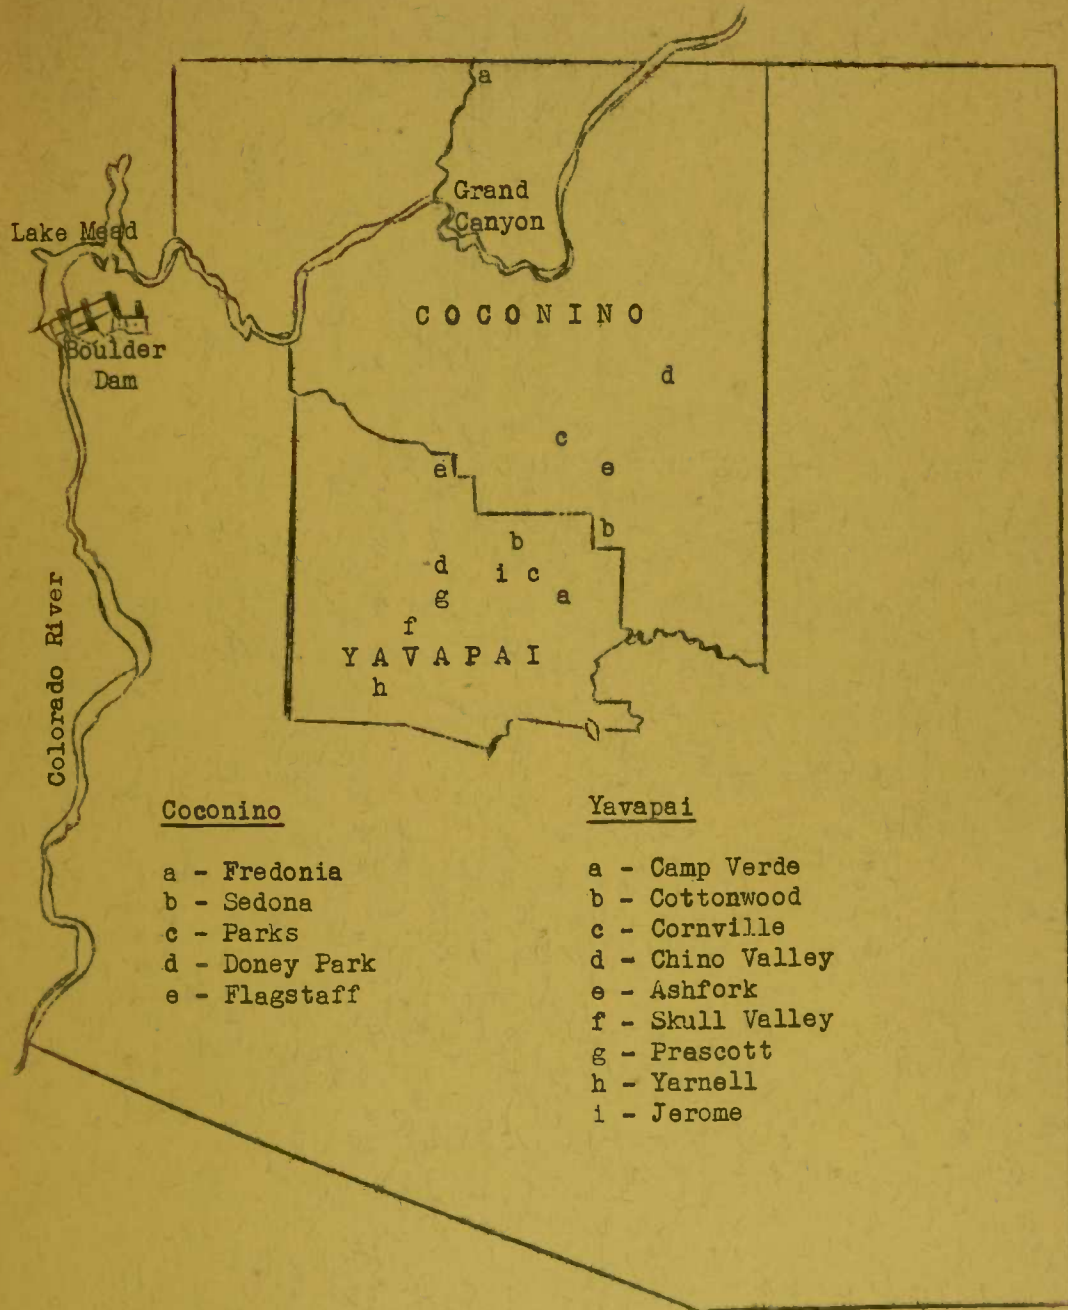 a
Grand
Canyon
Lake Mead
Boulder
Dam
COCONINO
d
c
e
e
b
b
d
i c
g
a
f
YAVAPAI
h
Colorado River
Coconino
a - Fredonia
b - Sedona
c - Parks
d - Doney Park
e - Flagstaff
Yavapai
a - Camp Verde
b - Cottonwood
c - Cornville
d - Chino Valley
e - Ashfork
f - Skull Valley
g - Prescott
h - Yarnell
i - Jerome